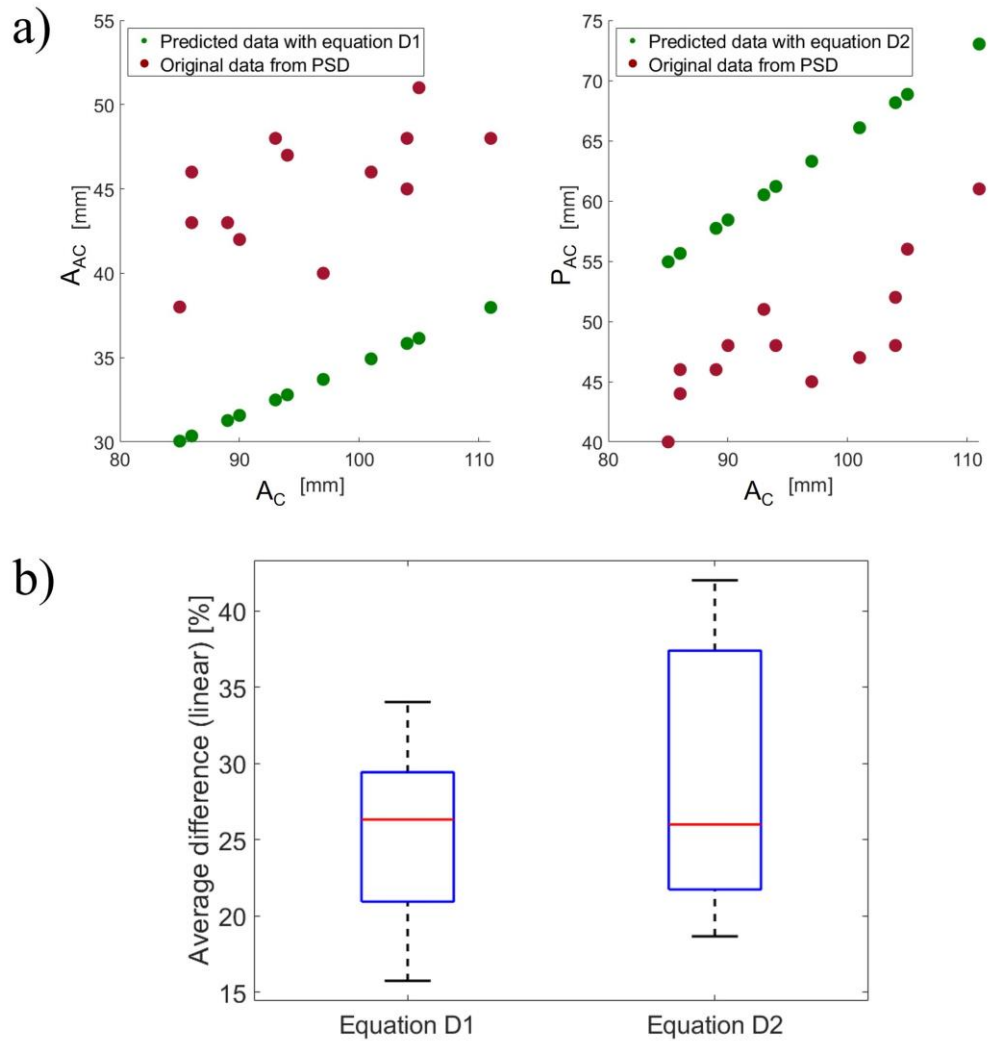 a)
55
50
45
40
35
30
A_AC [mm]
Predicted data with equation D1
Original data from PSD
80
90
100
110
A_C [mm]
75
70
65
60
55
50
45
40
P_AC [mm]
Predicted data with equation D2
Original data from PSD
80
90
100
110
A_C [mm]
b)
Average difference (linear) [%]
40
35
30
25
20
15
Equation D1
Equation D2